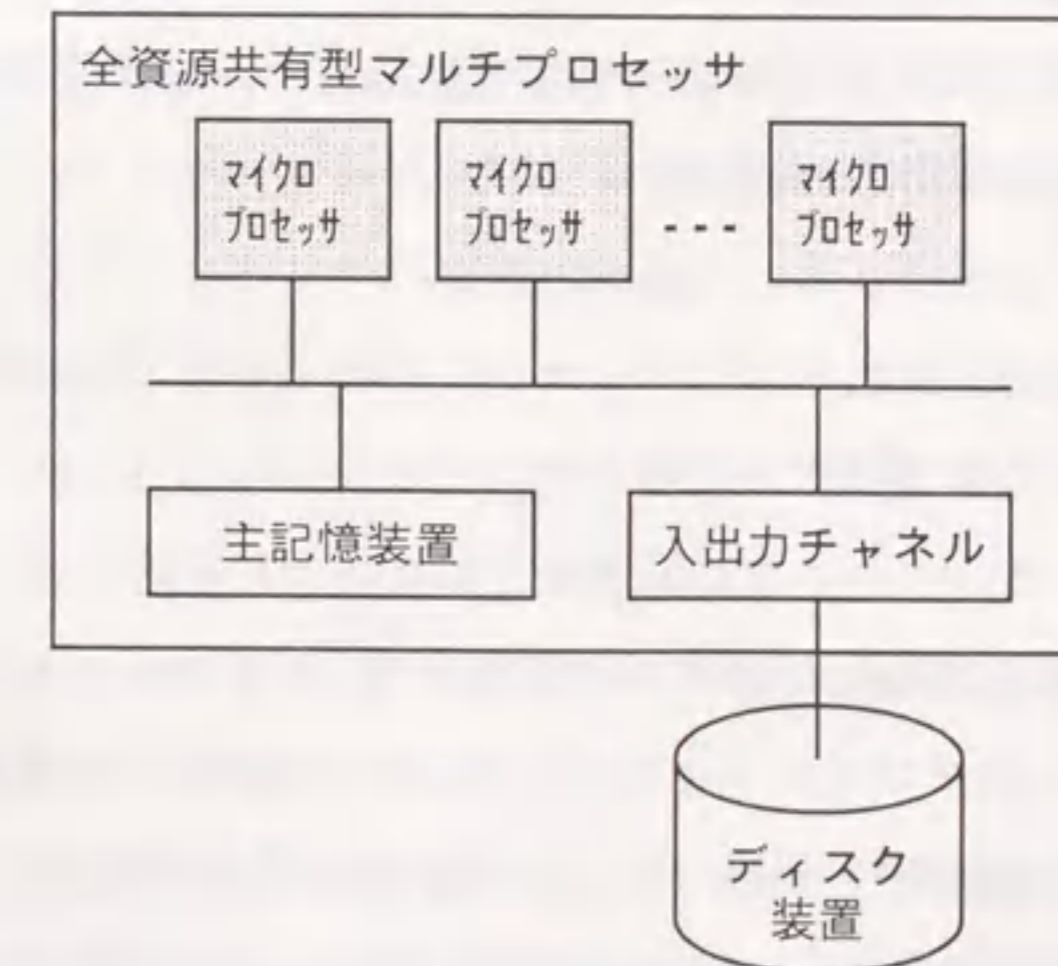 全資源共有型マルチプロセッサ
マイクロ
プロセッサ
マイクロ
プロセッサ
---
マイクロ
プロセッサ
主記憶装置
入出力チャネル
ディスク
装置